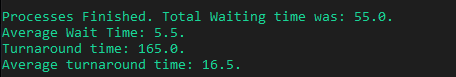 Processes Finished. Total Waiting time was: 55.0.
Average Wait Time: 5.5.
Turnaround time: 165.0.
Average turnaround time: 16.5.